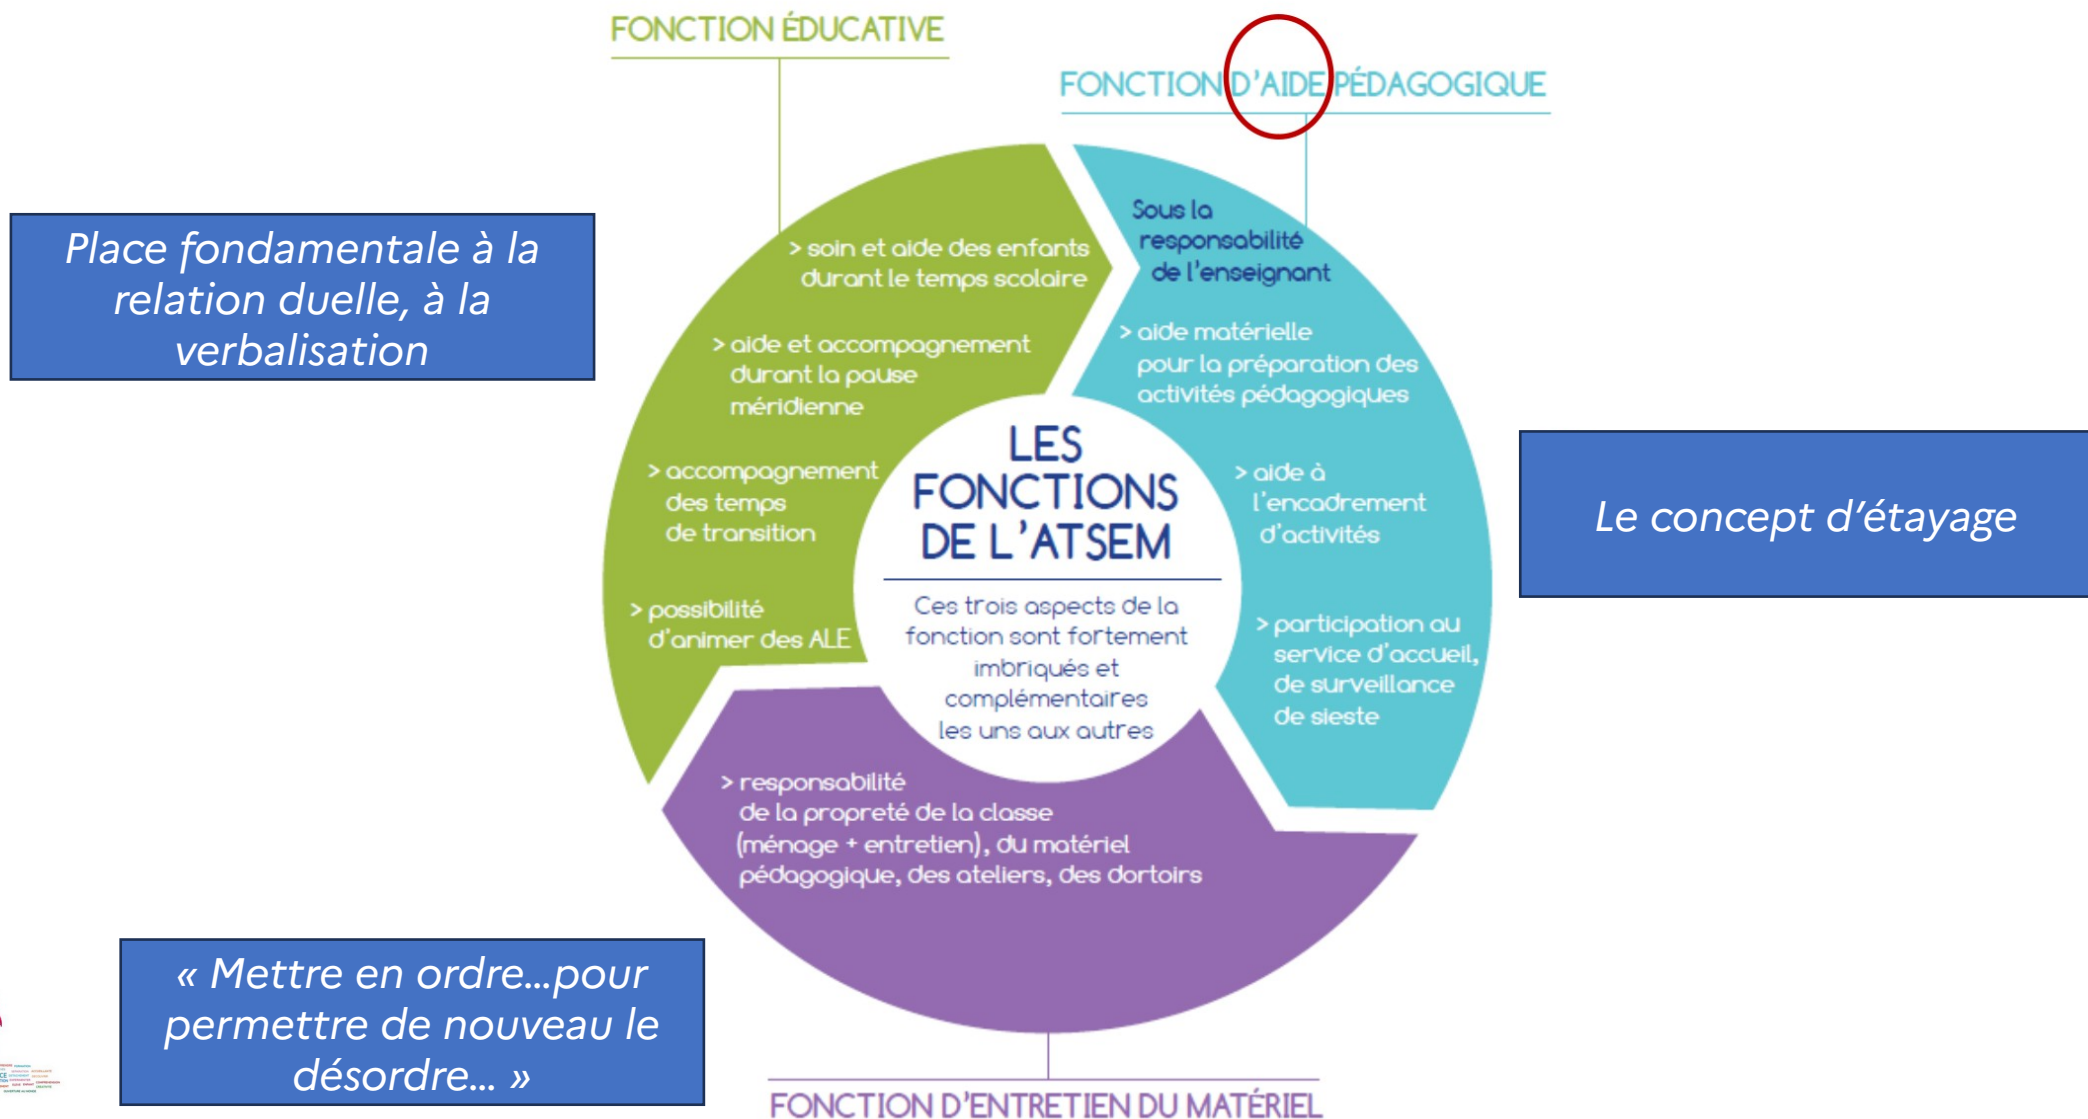 FONCTION ÉDUCATIVE
FONCTION D'AIDE PÉDAGOGIQUE
Place fondamentale à la
relation duelle, à la
verbalisation
> soin et aide des enfants
durant le temps scolaire
> aide et accompagnement
durant la pause
méridienne
> accompagnement
des temps
de transition
> possibilité
d'animer des ALE
Sous la
responsabilité
de l'enseignant
> aide matérielle
pour la préparation des
activités pédagogiques
> aide à
l'encadrement
d'activités
> participation au
service d'accueil,
de surveillance
de sieste
LES
FONCTIONS
DE L'ATSEM
Ces trois aspects de la
fonction sont fortement
imbriqués et
complémentaires
les uns aux autres
Le concept d'étayage
> responsabilité
de la propreté de la classe
(ménage + entretien), du matériel
pédagogique, des ateliers, des dortoirs
« Mettre en ordre...pour
permettre de nouveau le
désordre... »
FONCTION D'ENTRETIEN DU MATÉRIEL